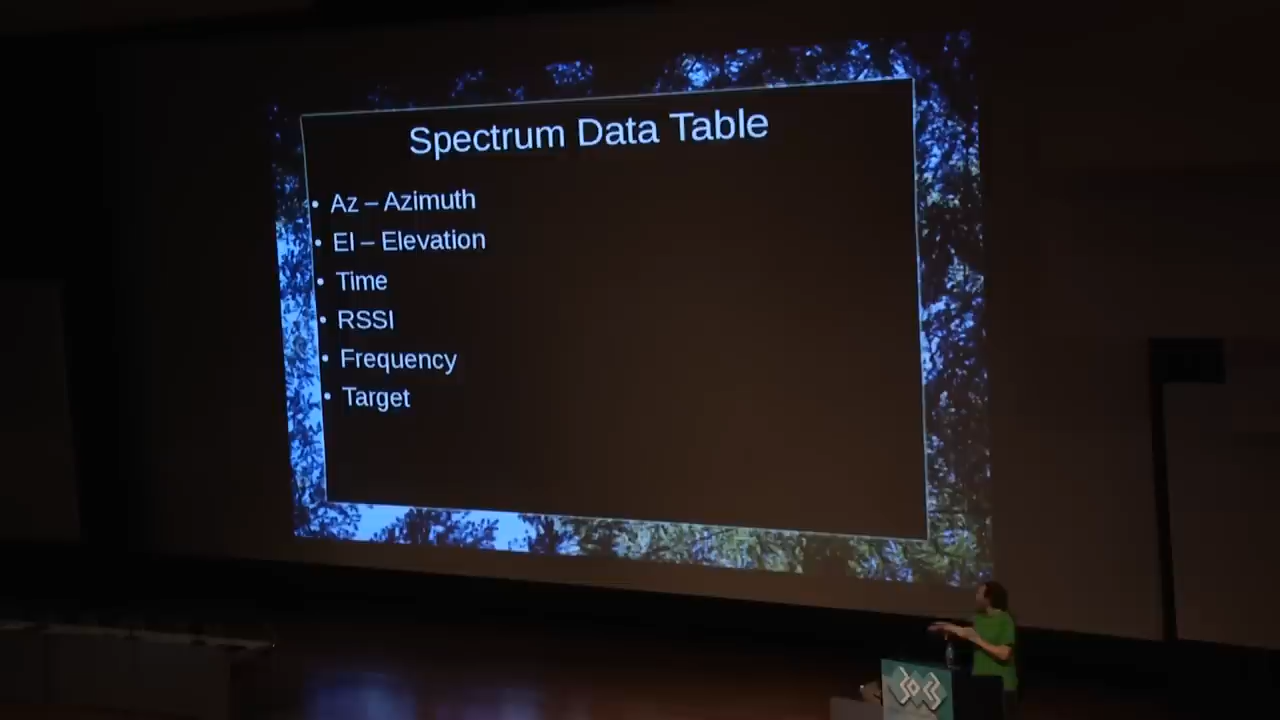 Spectrum Data Table
• Az – Azimuth
• El – Elevation
• Time
• RSSI
• Frequency
• Target